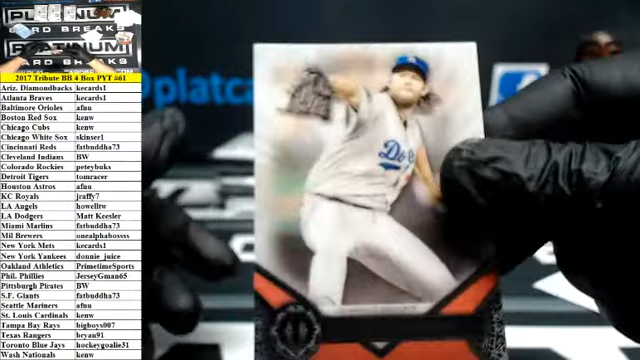 PLATINUM
CARD BREAKS
PLATINUM
CARD BREAKS
2017 Tribute BB 4 Box PYT #61
Ariz. Diamondbacks kecards1
Atlanta Braves kecards1
Baltimore Orioles afnu
Boston Red Sox kenw
Chicago Cubs kenw
Chicago White Sox skinser1
Cincinnati Reds fatbuddha73
Cleveland Indians BW
Colorado Rockies peteybuks
Detroit Tigers tomracer
Houston Astros afnu
KC Royals jraffy7
LA Angels howelltw
LA Dodgers Matt Keesler
Miami Marlins fatbuddha73
Mil Brewers onealphabossss
New York Mets kecards1
New York Yankees donnie_juice
Oakland Athletics PrimetimeSports
Phil. Phillies JerseyGman65
Pittsburgh Pirates BW
S.F. Giants fatbuddha73
Seattle Mariners afnu
St. Louis Cardinals kenw
Tampa Bay Rays bigboys007
Texas Rangers bryan91
Toronto Blue Jays hockeygoalie31
Wash Nationals kenw
@platca